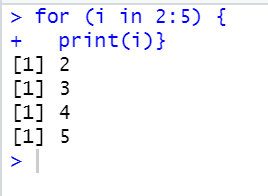 > for (i in 2:5) {
+   print(i)}
[1] 2
[1] 3
[1] 4
[1] 5
>